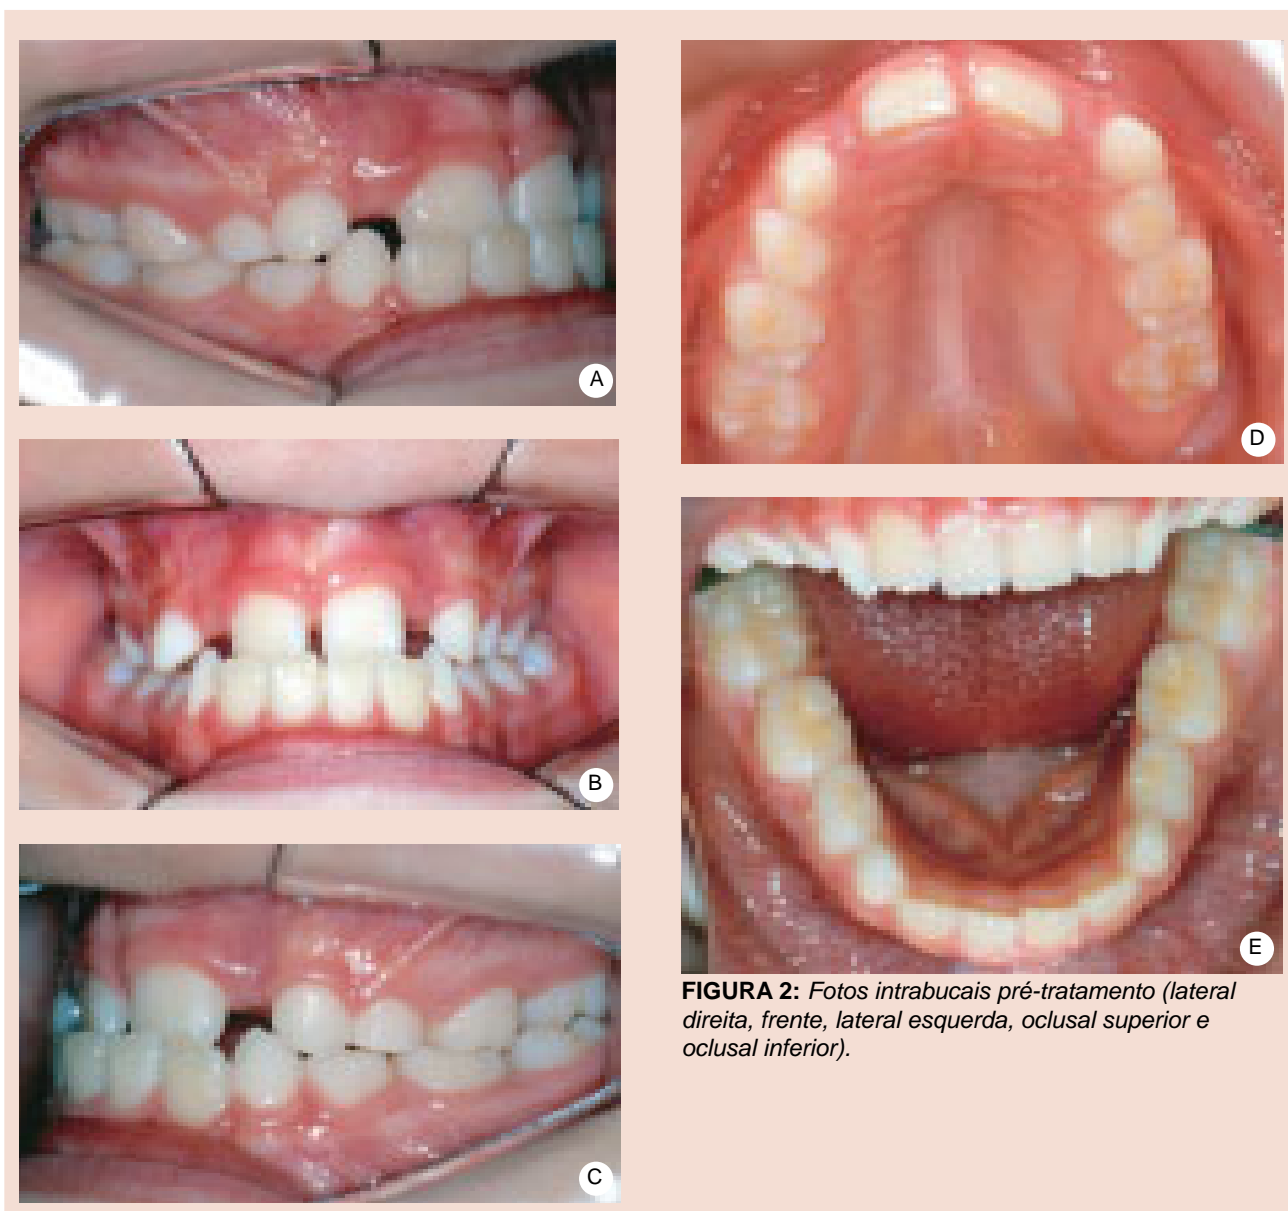 A
B
C
D
E
FIGURA 2: Fotos intrabucais pré-tratamento (lateral
direita, frente, lateral esquerda, oclusal superior e
oclusal inferior).